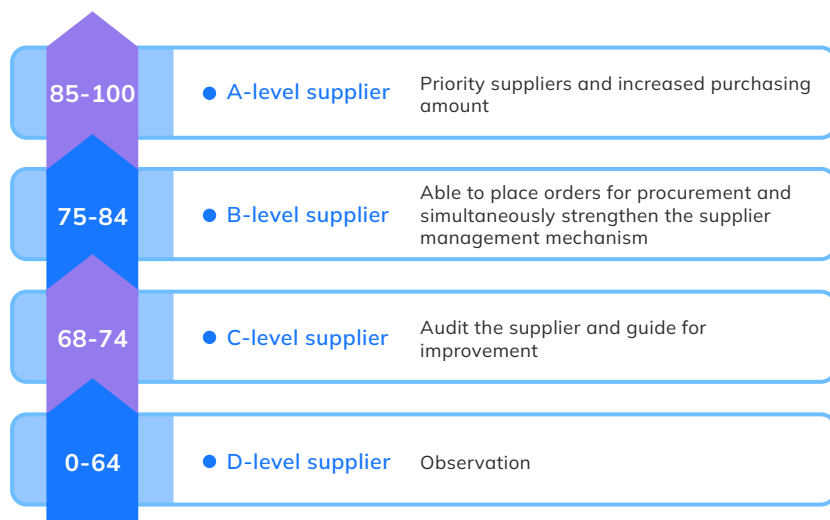 85-100
A-level supplier
Priority suppliers and increased purchasing
amount
75-84
B-level supplier
Able to place orders for procurement and
simultaneously strengthen the supplier
management mechanism
68-74
C-level supplier
Audit the supplier and guide for
improvement
0-64
D-level supplier
Observation